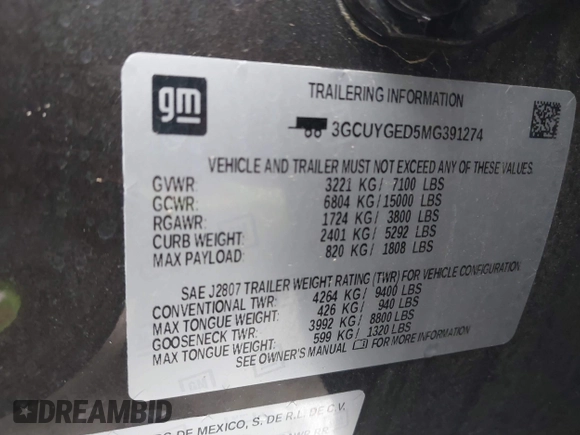 gm
TRAILERING INFORMATION
3GCUYGED5MG391274
VEHICLE AND TRAILER MUST NOT EXCEED ANY OF THESE VALUES
GVWR: 3221 KG / 7100 LBS
GCWR: 6804 KG / 15000 LBS
RGAWR: 1724 KG / 3800 LBS
CURB WEIGHT: 2401 KG / 5292 LBS
MAX PAYLOAD: 820 KG / 1808 LBS
SAE J2807 TRAILER WEIGHT RATING (TWR) FOR VEHICLE CONFIGURATION
CONVENTIONAL TWR: 4264 KG / 9400 LBS
MAX TONGUE WEIGHT: 426 KG / 940 LBS
GOOSENECK TWR: 3992 KG / 8800 LBS
MAX TONGUE WEIGHT: 599 KG / 1320 LBS
SEE OWNER'S MANUAL FOR MORE INFORMATION
DE MEXICO, S. DE R.L. DE C.V.
DREAMBID